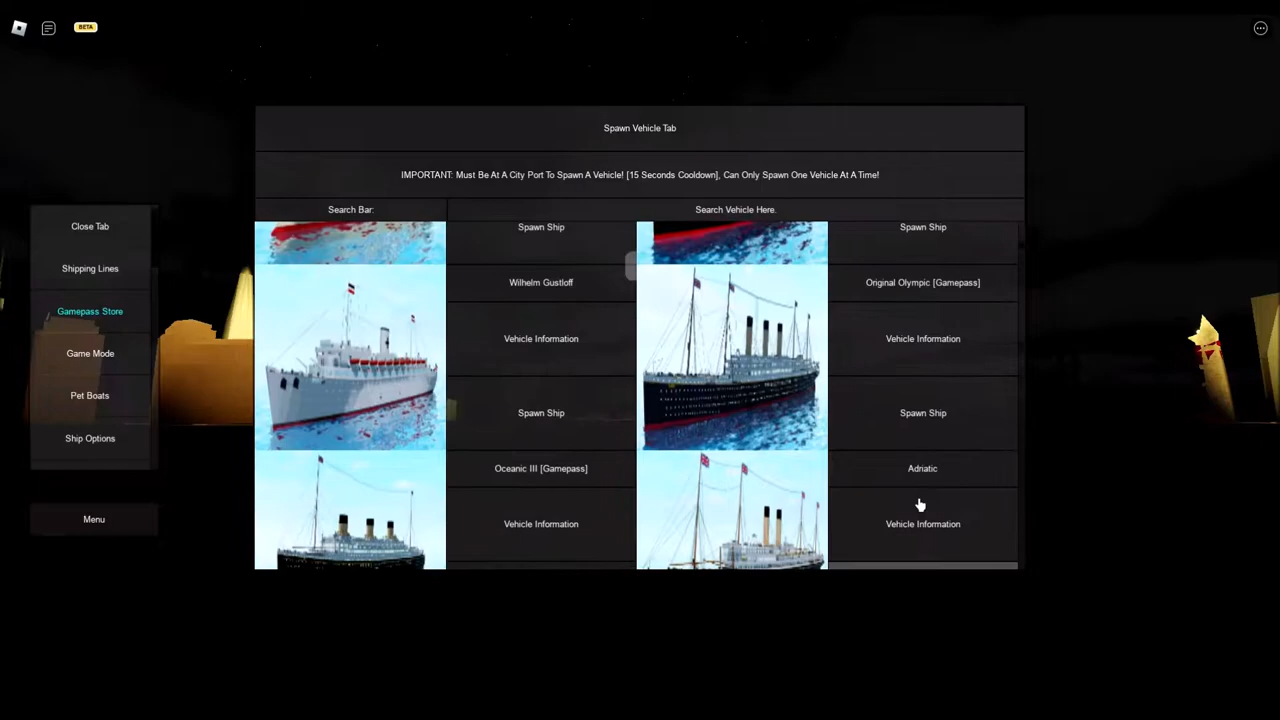 BETA
Spawn Vehicle Tab
IMPORTANT: Must Be At A City Port To Spawn A Vehicle! [15 Seconds Cooldown], Can Only Spawn One Vehicle At A Time!
Search Bar:
Search Vehicle Here.
Close Tab
Shipping Lines
Gamepass Store
Game Mode
Pet Boats
Ship Options
Menu
Spawn Ship
Spawn Ship
Wilhelm Gustloff
Original Olympic [Gamepass]
Vehicle Information
Vehicle Information
Spawn Ship
Spawn Ship
Oceanic III [Gamepass]
Adriatic
Vehicle Information
Vehicle Information